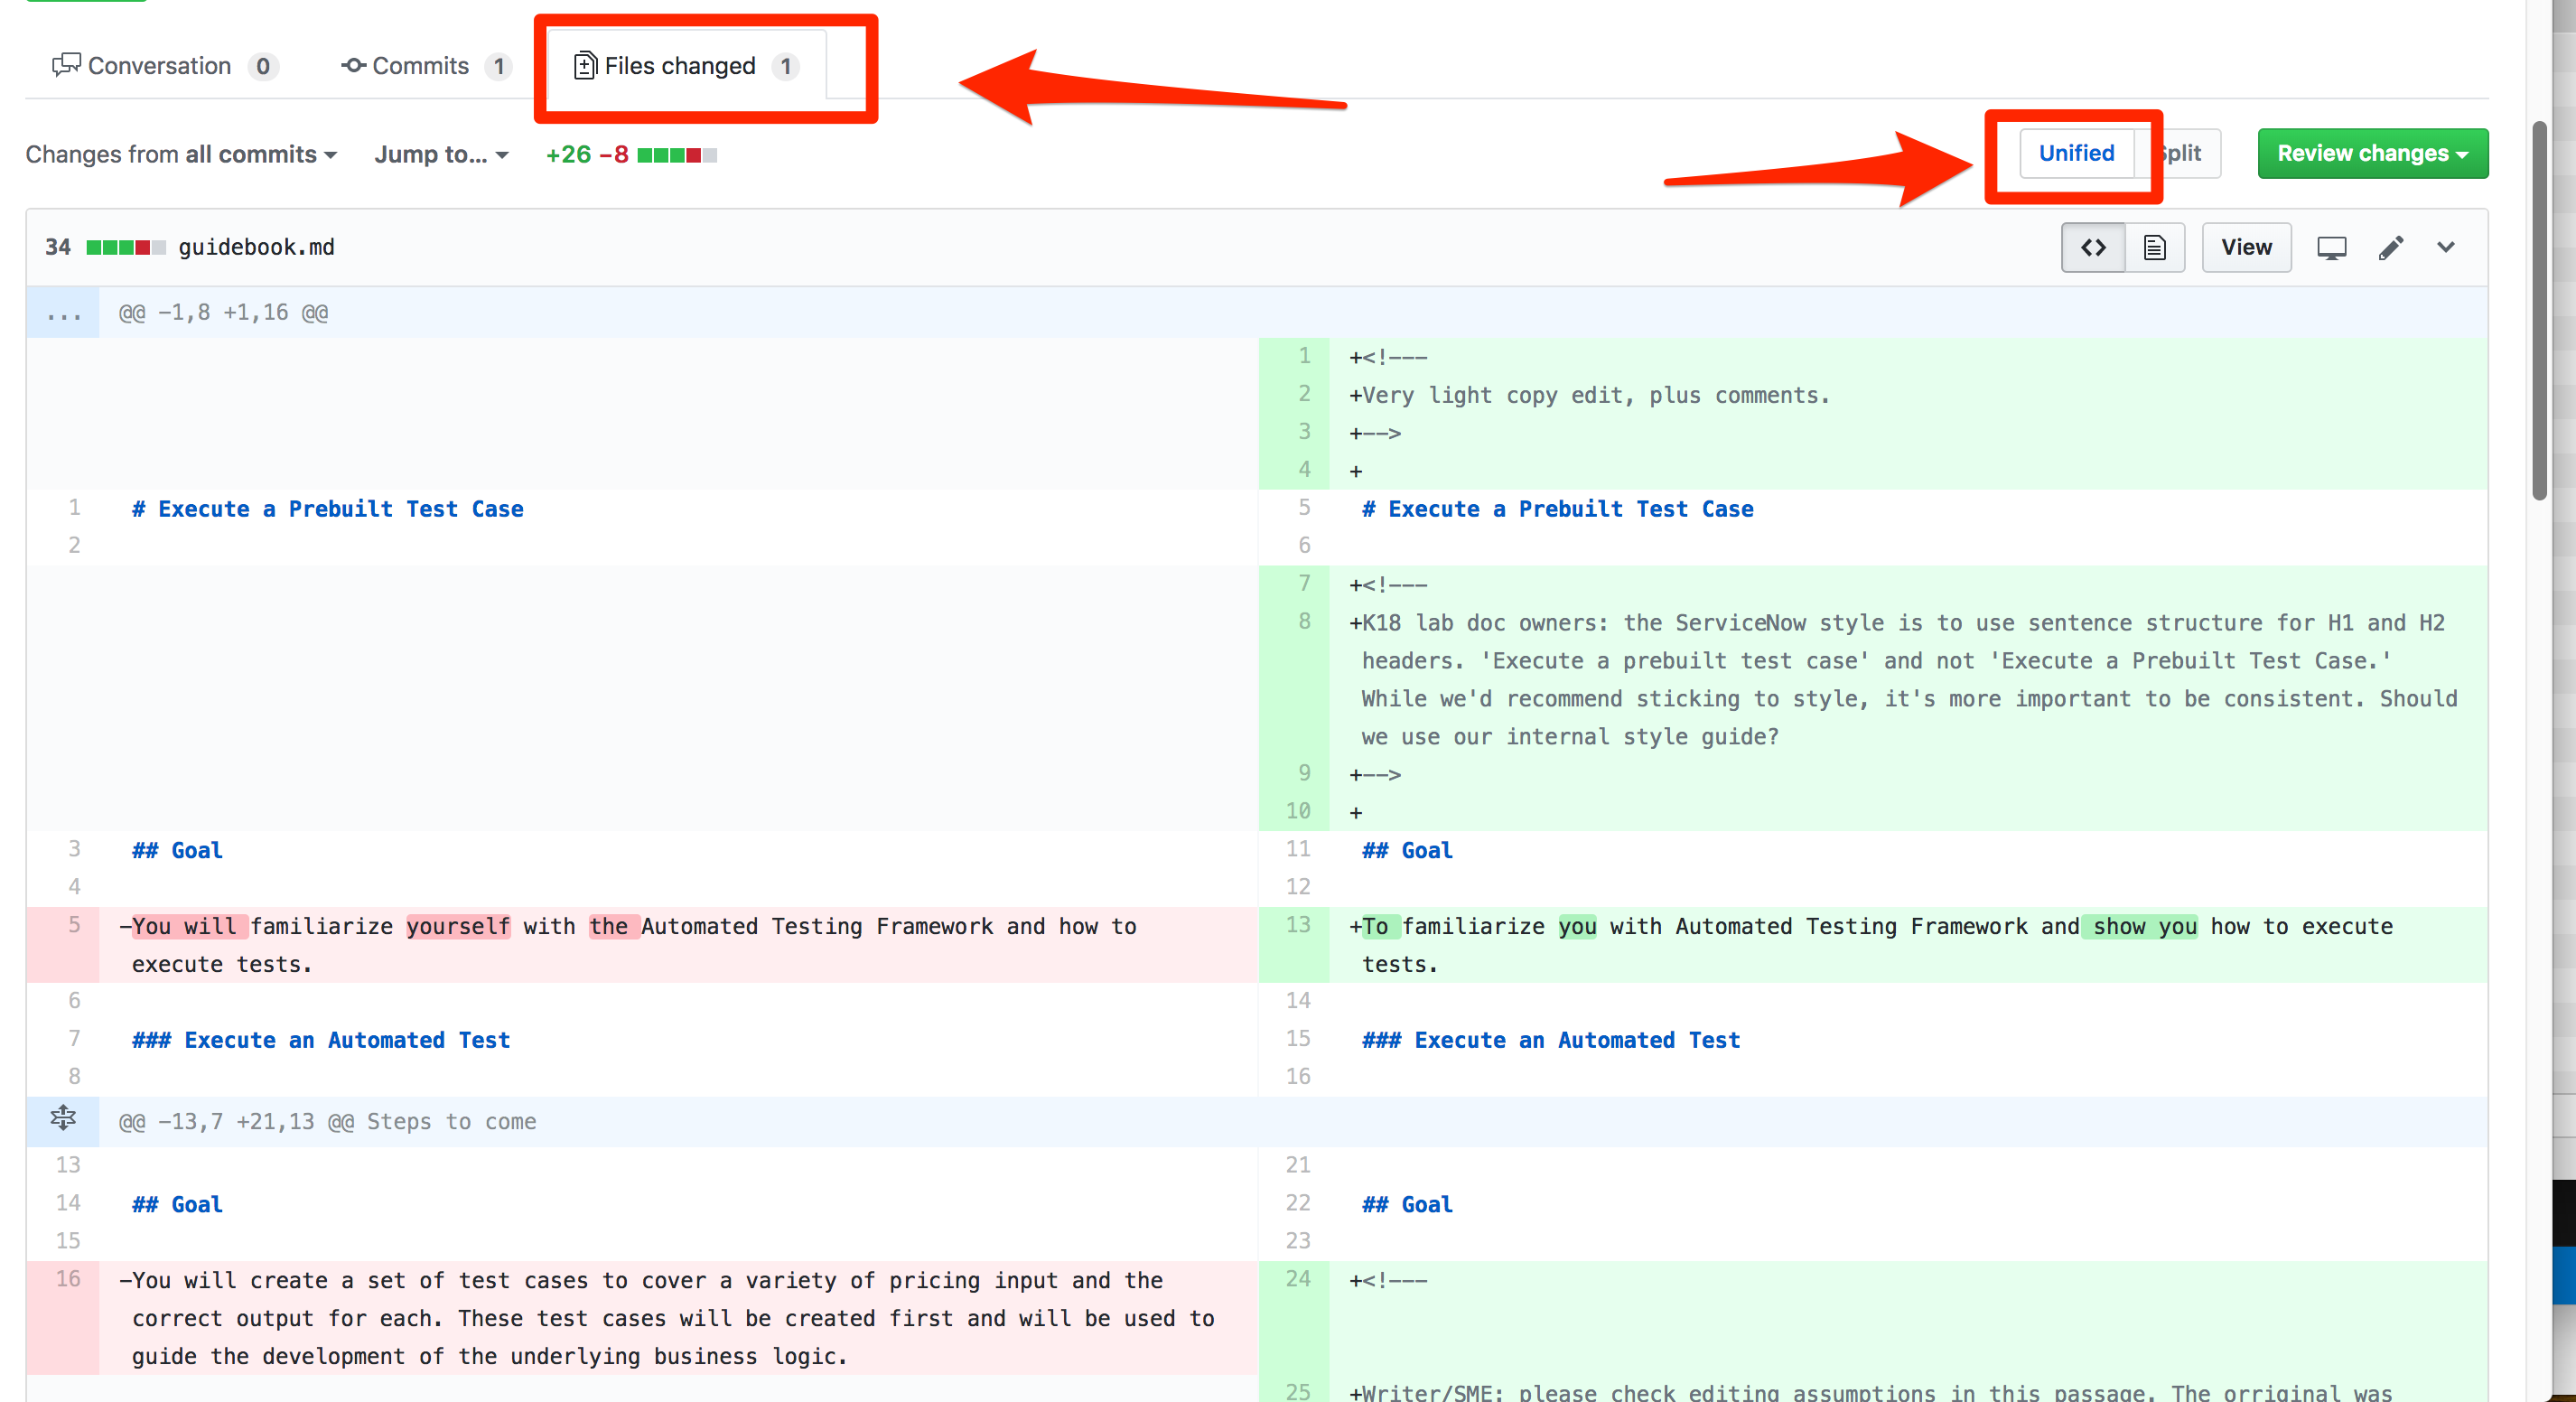 Conversation 0 Commits 1 Files changed 1
Changes from all commits Jump to... +26 −8 Unified Split Review changes
34 guidebook.md View
... @@ −1,8 +1,16 @@
1 +<!---
2 +Very light copy edit, plus comments.
3 +-->
4 +
1 # Execute a Prebuilt Test Case 5 # Execute a Prebuilt Test Case
2 6
7 +<!---
8 +K18 lab doc owners: the ServiceNow style is to use sentence structure for H1 and H2
headers. 'Execute a prebuilt test case' and not 'Execute a Prebuilt Test Case.'
While we'd recommend sticking to style, it's more important to be consistent. Should
we use our internal style guide?
9 +-->
10 +
3 ## Goal 11 ## Goal
4 12
5 −You will familiarize yourself with the Automated Testing Framework and how to
execute tests.
13 +To familiarize you with Automated Testing Framework and show you how to execute
tests.
6 14
7 ### Execute an Automated Test 15 ### Execute an Automated Test
8 16
@@ −13,7 +21,13 @@ Steps to come
13 21
14 ## Goal 22 ## Goal
15 23
16 −You will create a set of test cases to cover a variety of pricing input and the
correct output for each. These test cases will be created first and will be used to
guide the development of the underlying business logic.
24 +<!---
25 +Writer/SME: please check editing assumptions in this passage. The orriginal was